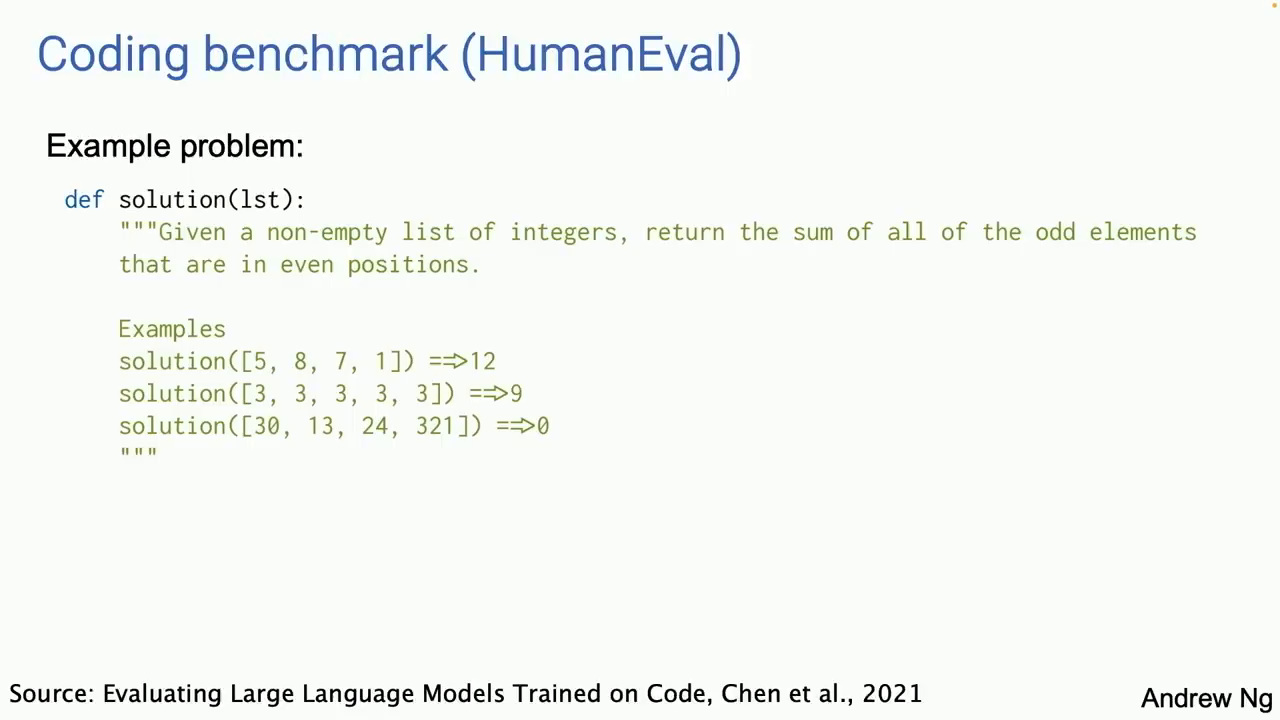 Coding benchmark (HumanEval)
Example problem:
def solution(lst):
"""Given a non-empty list of integers, return the sum of all of the odd elements
that are in even positions.
Examples
solution([5, 8, 7, 1]) ==>12
solution([3, 3, 3, 3, 3]) ==>9
solution([30, 13, 24, 321]) ==>0
"""
Source: Evaluating Large Language Models Trained on Code, Chen et al., 2021
Andrew Ng